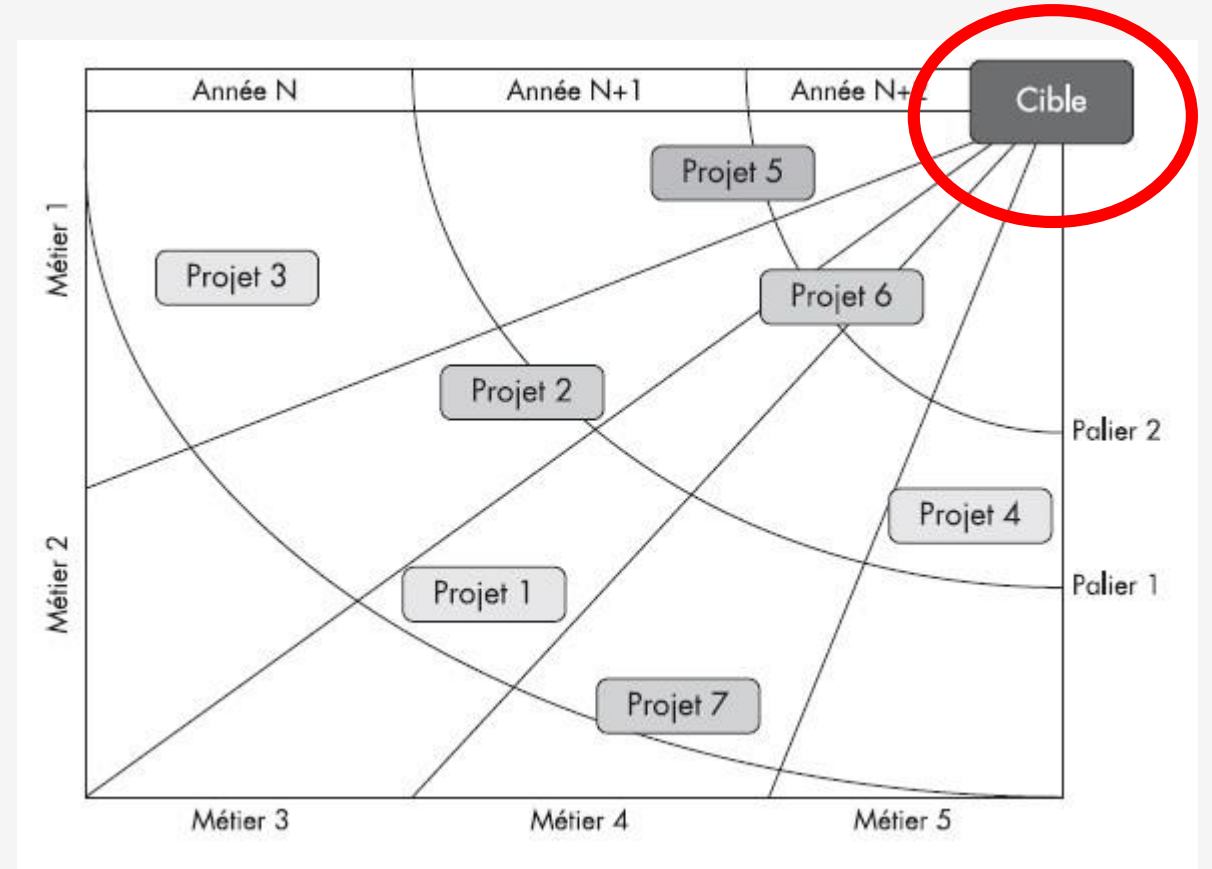 Année N
Année N+1
Année N+2
Cible
Projet 5
Métier 1
Projet 3
Projet 6
Projet 2
Palier 2
Projet 4
Métier 2
Projet 1
Palier 1
Projet 7
Métier 3
Métier 4
Métier 5